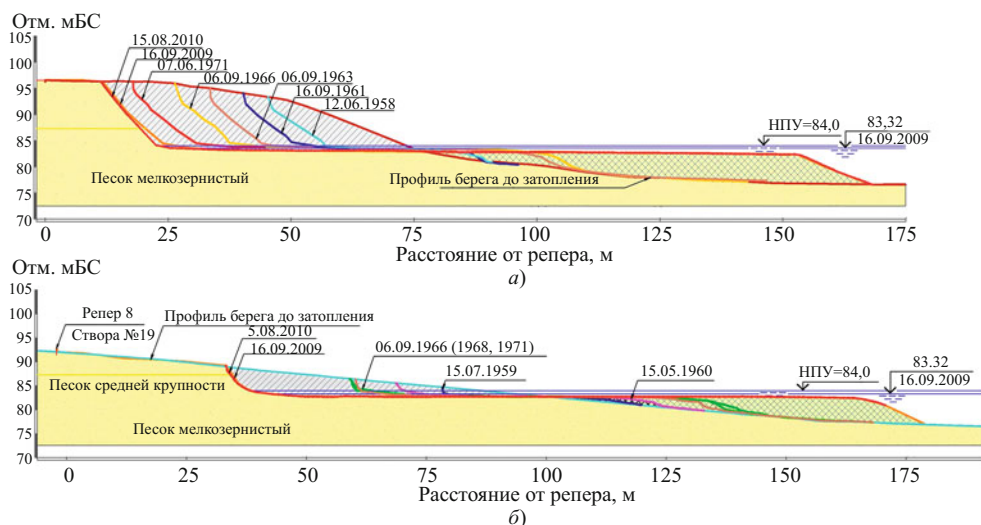 Отм. мБС
105
100
95
90
85
80
75
70
15.08.2010
16.09.2009
07.06.1971
06.09.1966
06.09.1963
16.09.1961
12.06.1958
НПУ=84,0
83,32
16.09.2009
Песок мелкозернистый
Профиль берега до затопления
0 25 50 75 100 125 150 175
Расстояние от репера, м
а)
Отм. мБС
105
100
95
90
85
80
75
70
Репер 8
Створа №19
Профиль берега до затопления
5.08.2010
16.09.2009
06.09.1966 (1968, 1971)
15.07.1959
15.05.1960
НПУ=84,0
83.32
16.09.2009
Песок средней крупности
Песок мелкозернистый
0 25 50 75 100 125 150 175
Расстояние от репера, м
б)